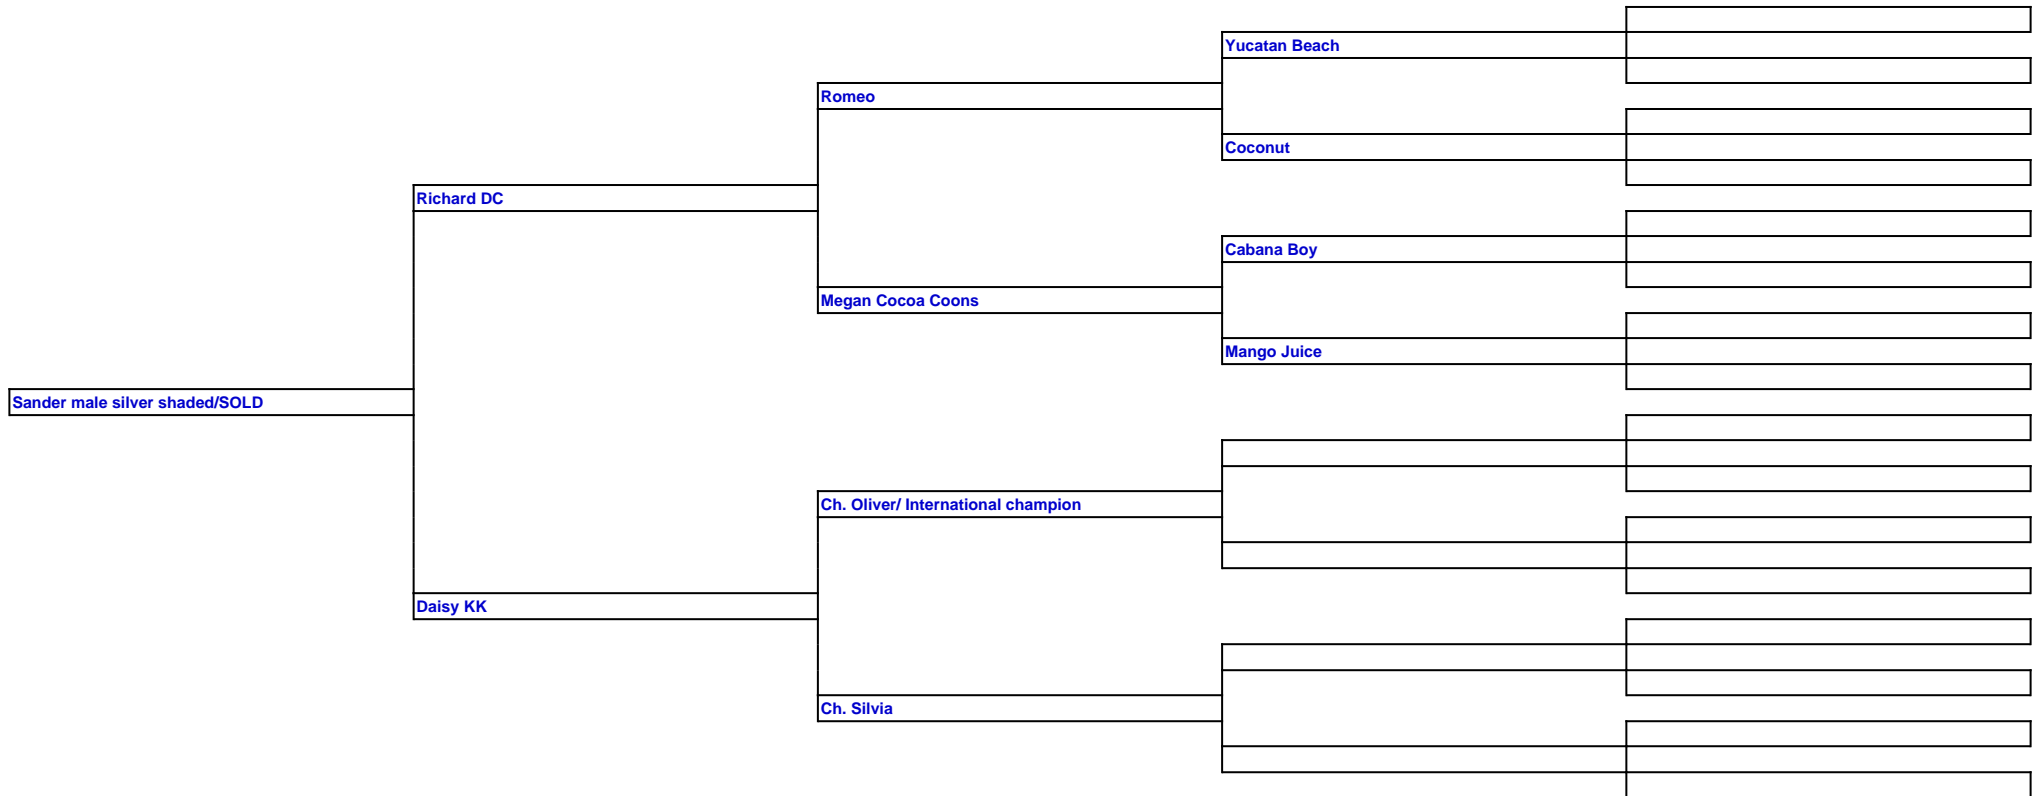 Yucatan Beach
Romeo
Coconut
Richard DC
Cabana Boy
Megan Cocoa Coons
Mango Juice
Sander male silver shaded/SOLD
Ch. Oliver/ International champion
Daisy KK
Ch. Silvia